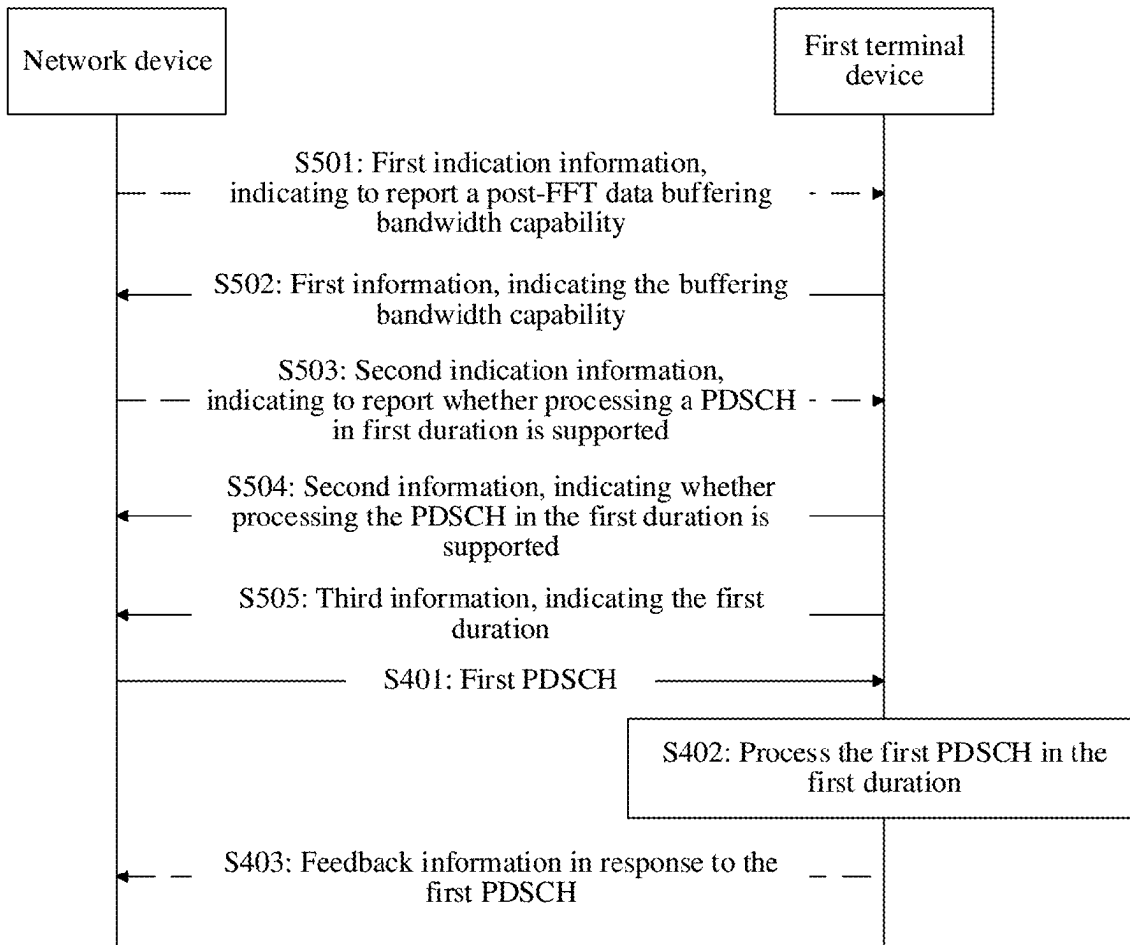 Network device
First terminal
device
S501: First indication information,
indicating to report a post-FFT data buffering
bandwidth capability
S502: First information, indicating the buffering
bandwidth capability
S503: Second indication information,
indicating to report whether processing a PDSCH
in first duration is supported
S504: Second information, indicating whether
processing the PDSCH in the first duration is
supported
S505: Third information, indicating the first
duration
S401: First PDSCH
S402: Process the first PDSCH in the
first duration
S403: Feedback information in response to the
first PDSCH